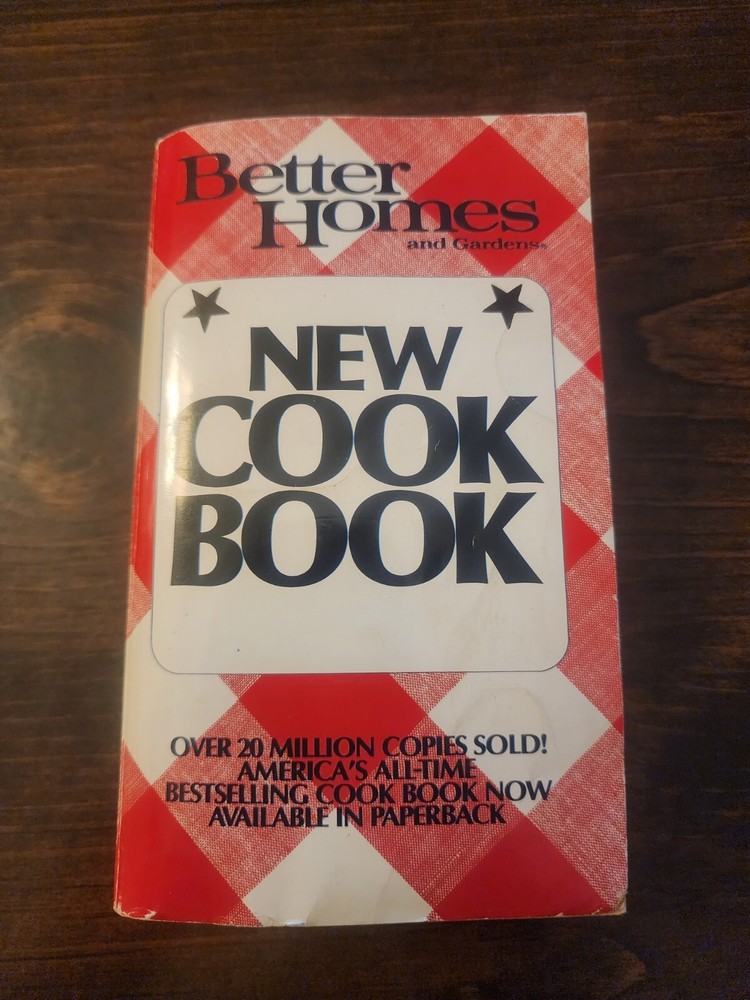 Better
Homes
and Gardens®
NEW
COOK
BOOK
OVER 20 MILLION COPIES SOLD!
AMERICA'S ALL-TIME
BESTSELLING COOK BOOK NOW
AVAILABLE IN PAPERBACK